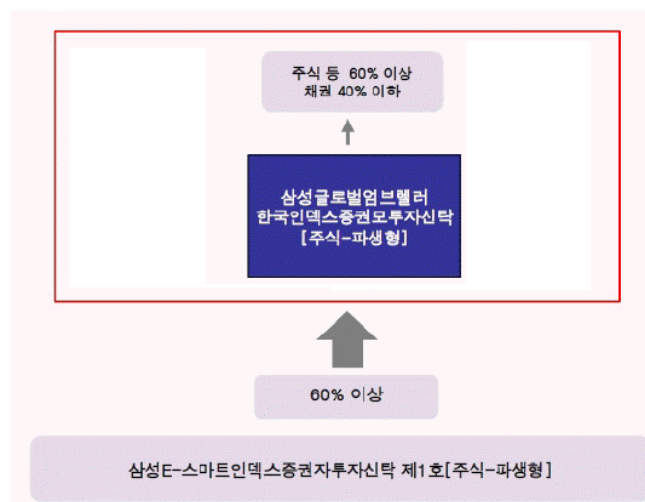 주식 등 60% 이상
채권 40% 이하
삼성글로벌엄브렐러
한국인덱스증권모투자신탁
[주식-파생형]
60% 이상
삼성E-스마트인덱스증권자투자신탁 제1호[주식-파생형]